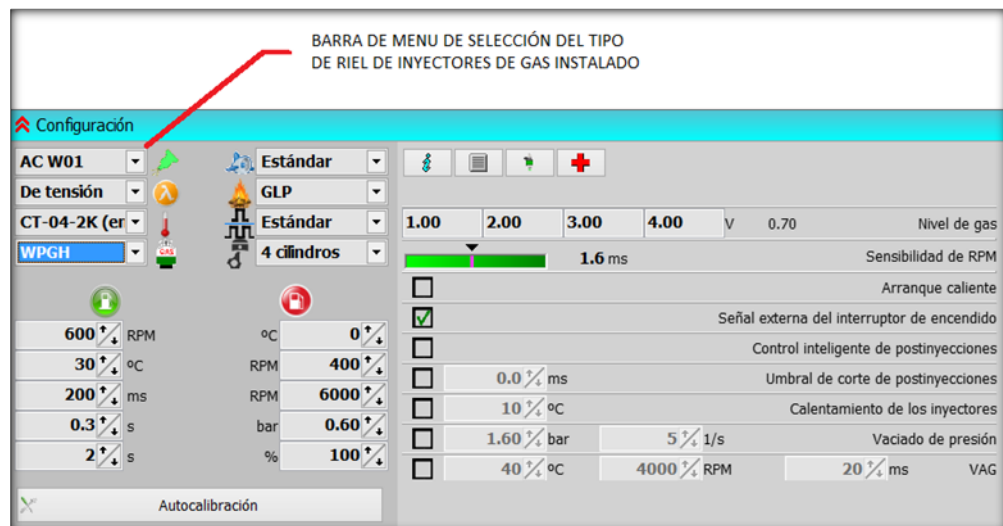 BARRA DE MENU DE SELECCIÓN DEL TIPO
DE RIEL DE INYECTORES DE GAS INSTALADO
Configuración
AC W01 Estándar
De tensión GLP
CT-04-2K (er Estándar
WPGH 4 cilindros
GAS
600 RPM ºC 0
30 ºC RPM 400
200 ms RPM 6000
0.3 s bar 0.60
2 s % 100
Autocalibración
1.00 2.00 3.00 4.00 V 0.70 Nivel de gas
1.6 ms Sensibilidad de RPM
Arranque caliente
Señal externa del interruptor de encendido
Control inteligente de postinyecciones
0.0 ms Umbral de corte de postinyecciones
10 ºC Calentamiento de los inyectores
1.60 bar 5 1/s Vaciado de presión
40 ºC 4000 RPM 20 ms VAG